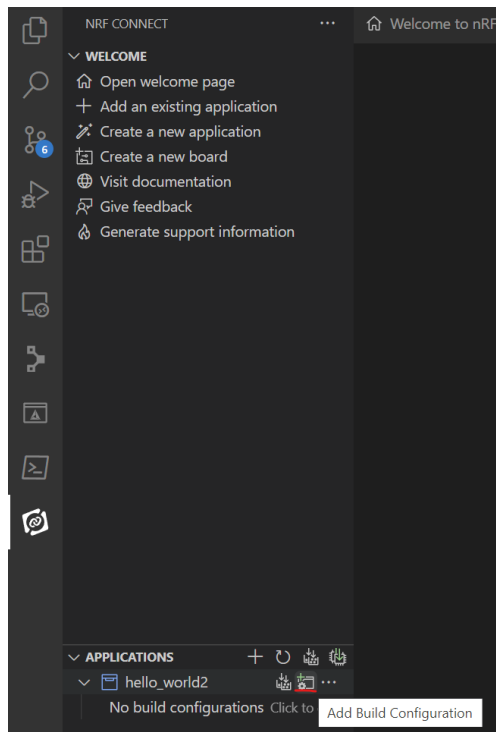 NRF CONNECT
Welcome to nRF
WELCOME
Open welcome page
Add an existing application
Create a new application
Create a new board
Visit documentation
Give feedback
Generate support information
6
APPLICATIONS
hello_world2
No build configurations Click to
Add Build Configuration